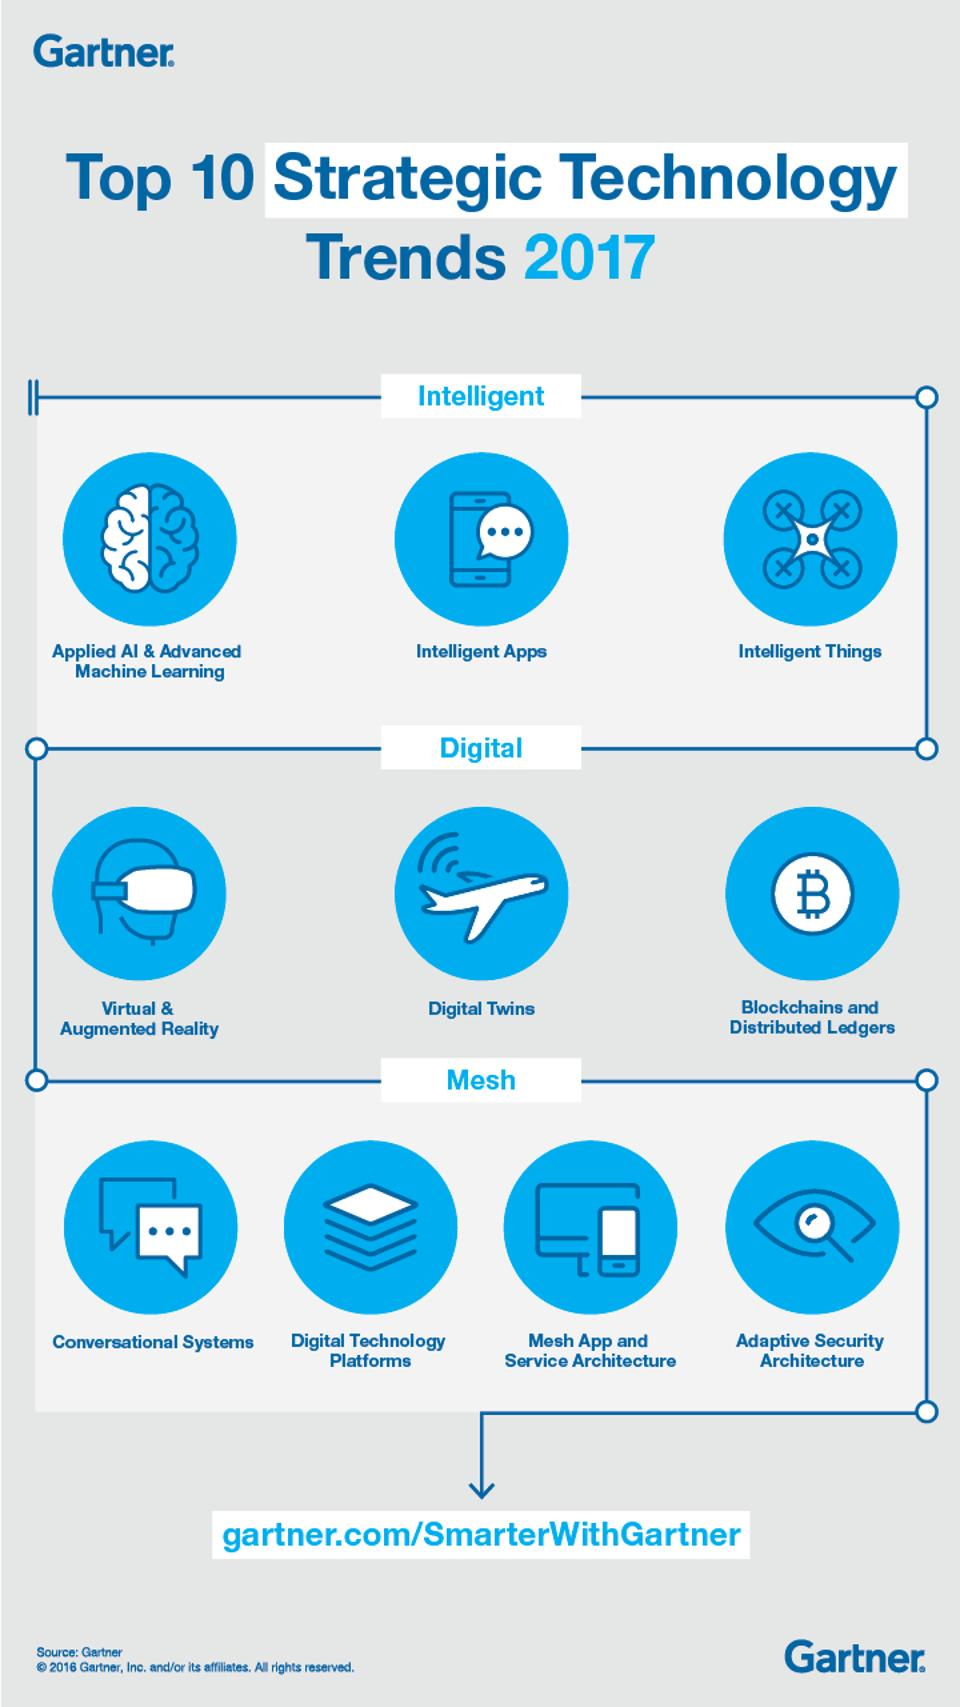 Gartner®
Top 10 Strategic Technology
Trends 2017
Intelligent
Applied AI & Advanced
Machine Learning
Intelligent Apps
Intelligent Things
Digital
Virtual &
Augmented Reality
Digital Twins
Blockchains and
Distributed Ledgers
Mesh
Conversational Systems
Digital Technology
Platforms
Mesh App and
Service Architecture
Adaptive Security
Architecture
gartner.com/SmarterWithGartner
Source: Gartner
© 2016 Gartner, Inc. and/or its affiliates. All rights reserved.
Gartner®